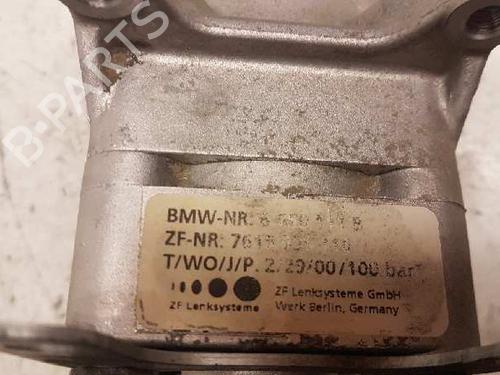 B-PARTS
BMW-NR:
ZF-NR:
T/WO/J/P. 2/29/00/100 bar
ZF Lenksysteme GmbH
ZF Lenksysteme Werk Berlin, Germany